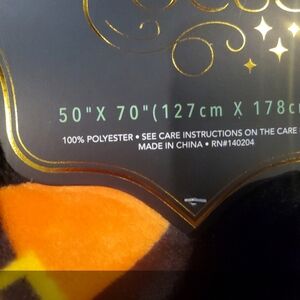 50"X 70"(127cm X 178c
100% POLYESTER • SEE CARE INSTRUCTIONS ON THE CARE
MADE IN CHINA • RN#140204